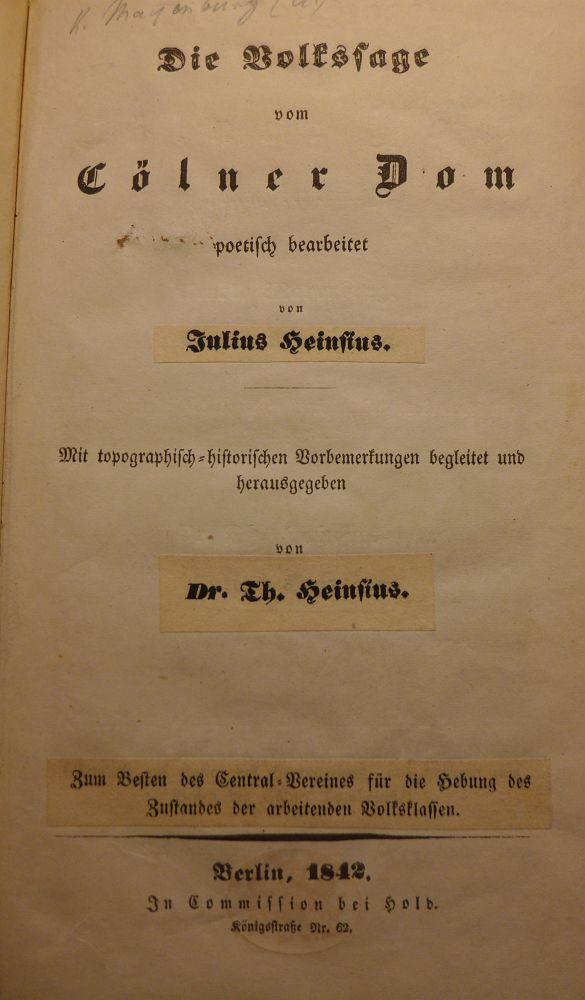 Die Volkssage
vom
Cölner Dom
poetisch bearbeitet
von
Julius Heinsius.
Mit topographisch-historischen Vorbemerkungen begleitet und
herausgegeben
von
Dr. Th. Heinsius.
Zum Besten des Central-Vereines für die Hebung des
Zustandes der arbeitenden Volksklassen.
Berlin, 1842.
In Commission bei Hold.
Königsstraße Nr. 62.